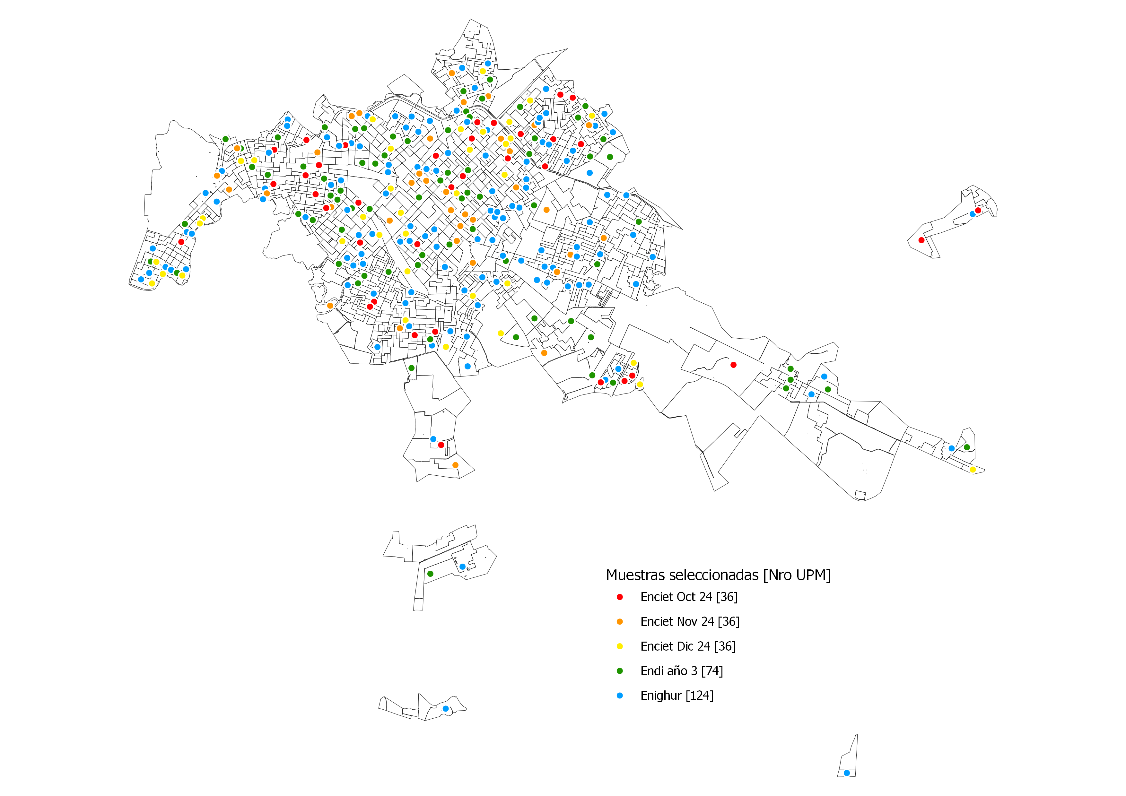 Muestras seleccionadas [Nro UPM]
Enciet Oct 24 [36]
Enciet Nov 24 [36]
Enciet Dic 24 [36]
Endi año 3 [74]
Enighur [124]